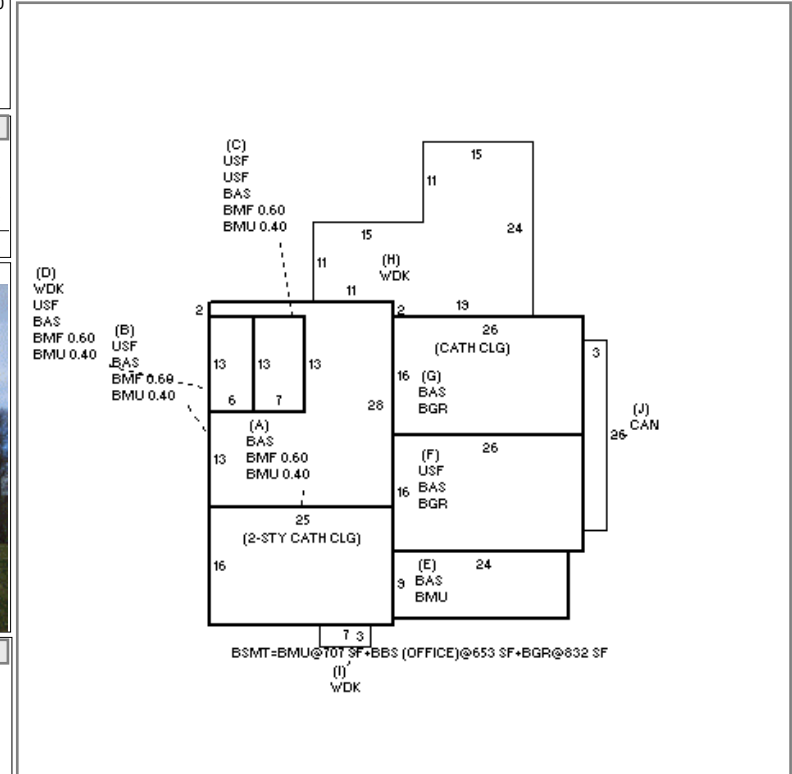 (C)
USF
USF
BAS
BMF 0.60
BMU 0.40
15
11
24
15
11
(H)
WDK
11
19
(D)
WDK
USF
BAS
BMF 0.60
BMU 0.40
(B)
USF
BAS
BMF 0.60
BMU 0.40
2
2
13
13
13
6
7
28
13
26
(CATH CLG)
16
(G)
BAS
BGR
3
26
(J)
CAN
(A)
BAS
BMF 0.60
BMU 0.40
26
16
(F)
USF
BAS
BGR
25
(2-STY CATH CLG)
16
24
9
(E)
BAS
BMU
7 3
BSMT=BMU@707 SF+BBS (OFFICE)@653 SF+BGR@832 SF
(I)
WDK